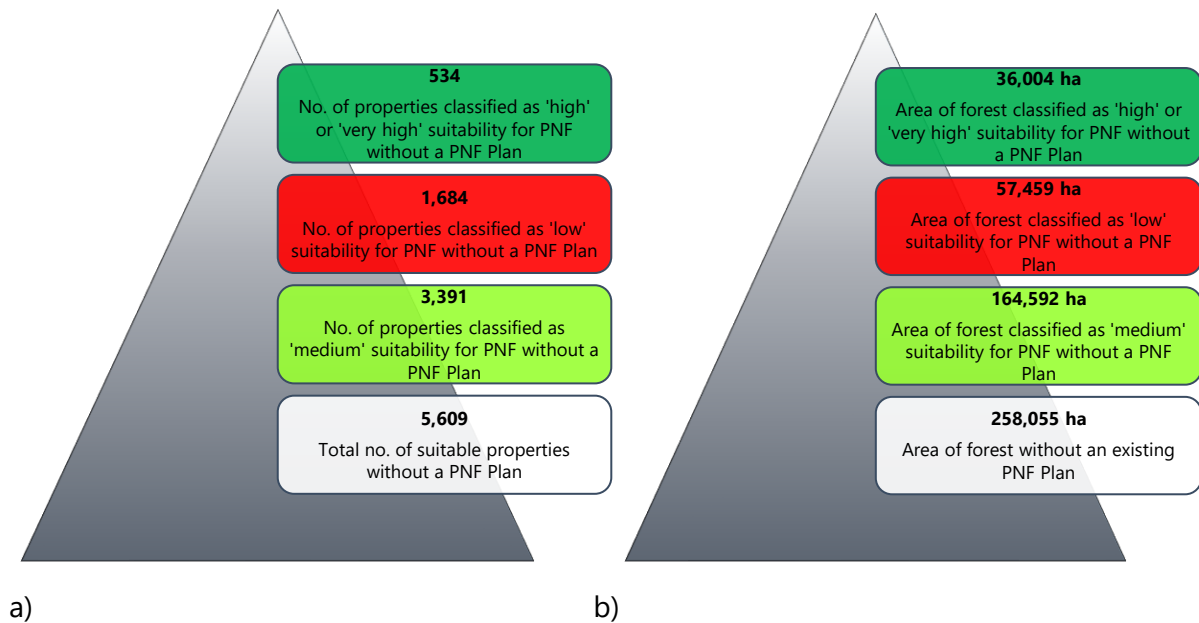 534
No. of properties classified as 'high'
or 'very high' suitability for PNF
without a PNF Plan
1,684
No. of properties classified as 'low'
suitability for PNF without a PNF Plan
3,391
No. of properties classified as
'medium' suitability for PNF without a
PNF Plan
5,609
Total no. of suitable properties
without a PNF Plan
a)
36,004 ha
Area of forest classified as 'high' or
'very high' suitability for PNF without
a PNF Plan
57,459 ha
Area of forest classified as 'low'
suitability for PNF without a PNF
Plan
164,592 ha
Area of forest classified as 'medium'
suitability for PNF without a PNF
Plan
258,055 ha
Area of forest without an existing
PNF Plan
b)